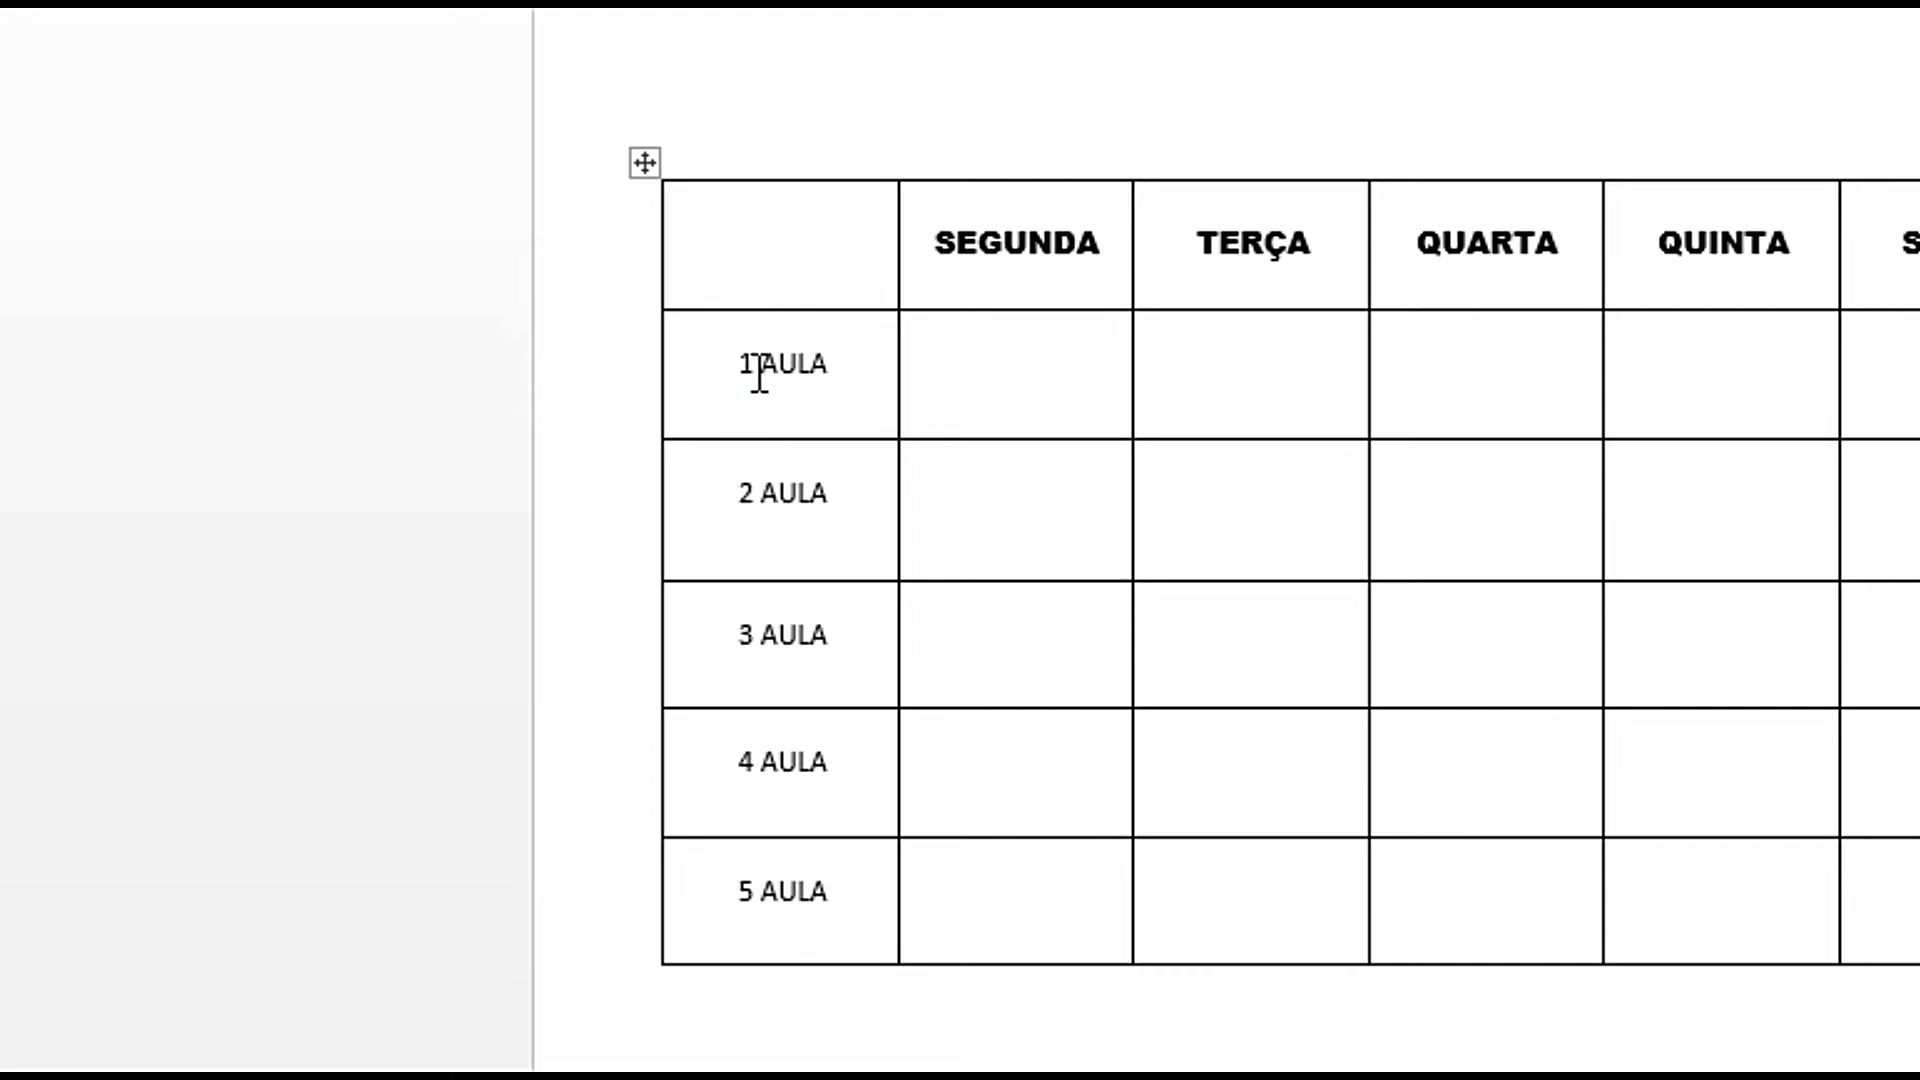 SEGUNDA TERÇA QUARTA QUINTA S
1 AULA
2 AULA
3 AULA
4 AULA
5 AULA